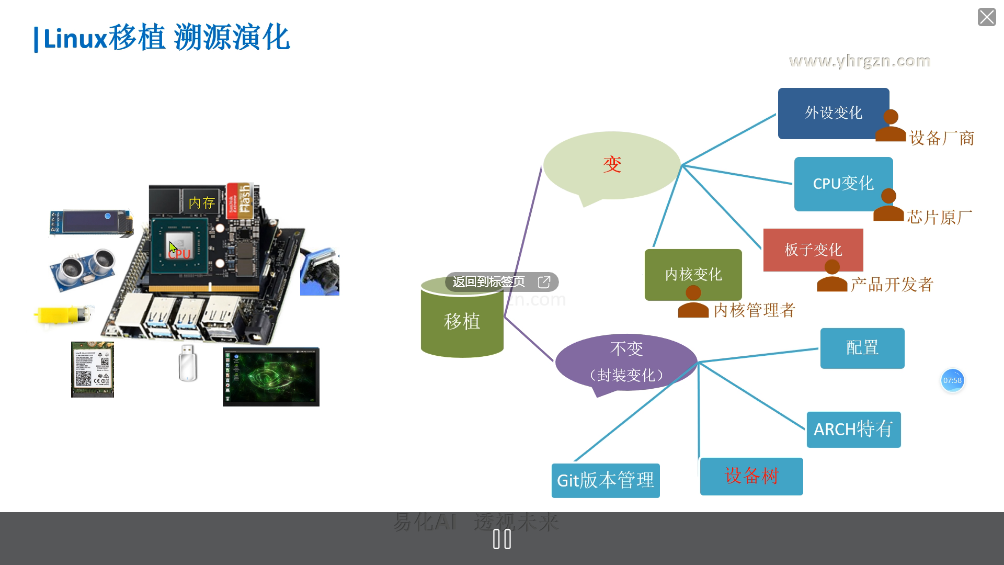 Linux移植 溯源演化
www.yhrgzn.com
外设变化
设备厂商
变
CPU变化
芯片原厂
内存
Flash
CPU
板子变化
产品开发者
内核变化
内核管理者
返回到标签页
zn.com
移植
不变
（封装变化）
配置
07:50
ARCH特有
Git版本管理
设备树
易化AI 透视未来